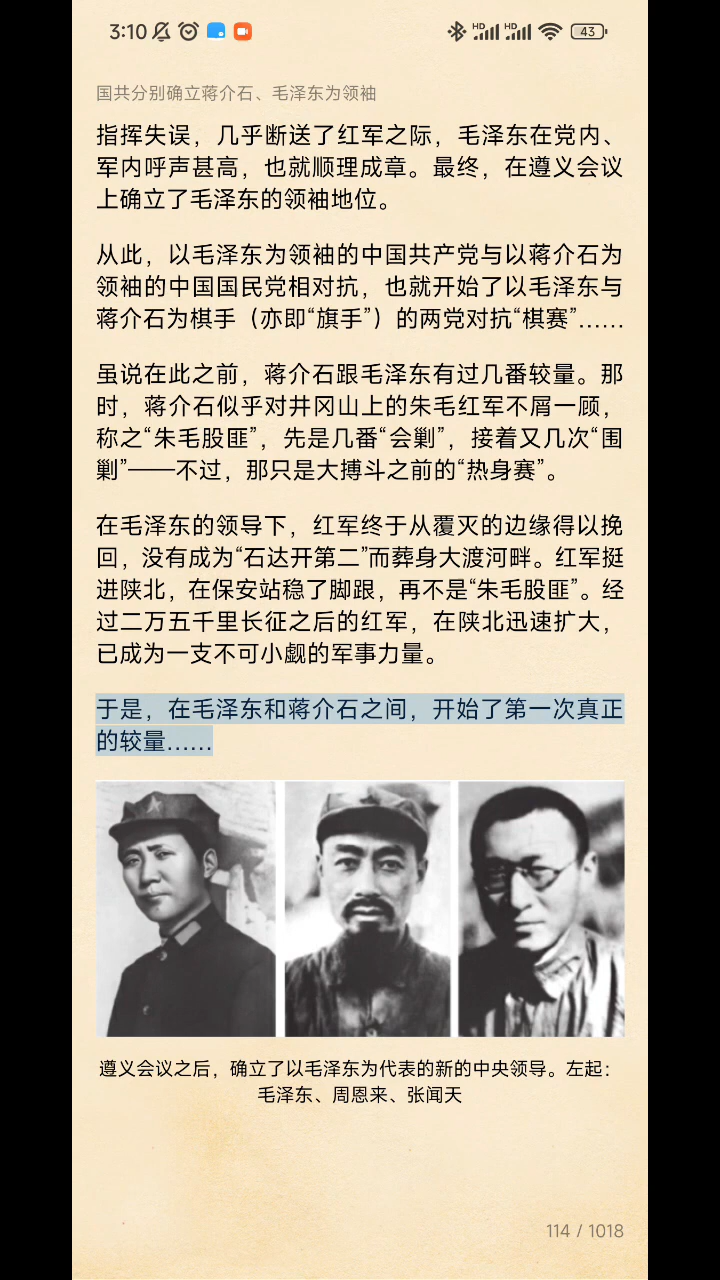 3:10
HD
HD
43
国共分别确立蒋介石、毛泽东为领袖
指挥失误，几乎断送了红军之际，毛泽东在党内、
军内呼声甚高，也就顺理成章。最终，在遵义会议
上确立了毛泽东的领袖地位。
从此，以毛泽东为领袖的中国共产党与以蒋介石为
领袖的中国国民党相对抗，也就开始了以毛泽东与
蒋介石为棋手（亦即“旗手”）的两党对抗“棋赛”……
虽说在此之前，蒋介石跟毛泽东有过几番较量。那
时，蒋介石似乎对井冈山上的朱毛红军不屑一顾，
称之“朱毛股匪”，先是几番“会剿”，接着又几次“围
剿”——不过，那只是大搏斗之前的“热身赛”。
在毛泽东的领导下，红军终于从覆灭的边缘得以挽
回，没有成为“石达开第二”而葬身大渡河畔。红军挺
进陕北，在保安站稳了脚跟，再不是“朱毛股匪”。经
过二万五千里长征之后的红军，在陕北迅速扩大，
已成为一支不可小觑的军事力量。
于是，在毛泽东和蒋介石之间，开始了第一次真正
的较量……
遵义会议之后，确立了以毛泽东为代表的新的中央领导。左起：
毛泽东、周恩来、张闻天
114 / 1018